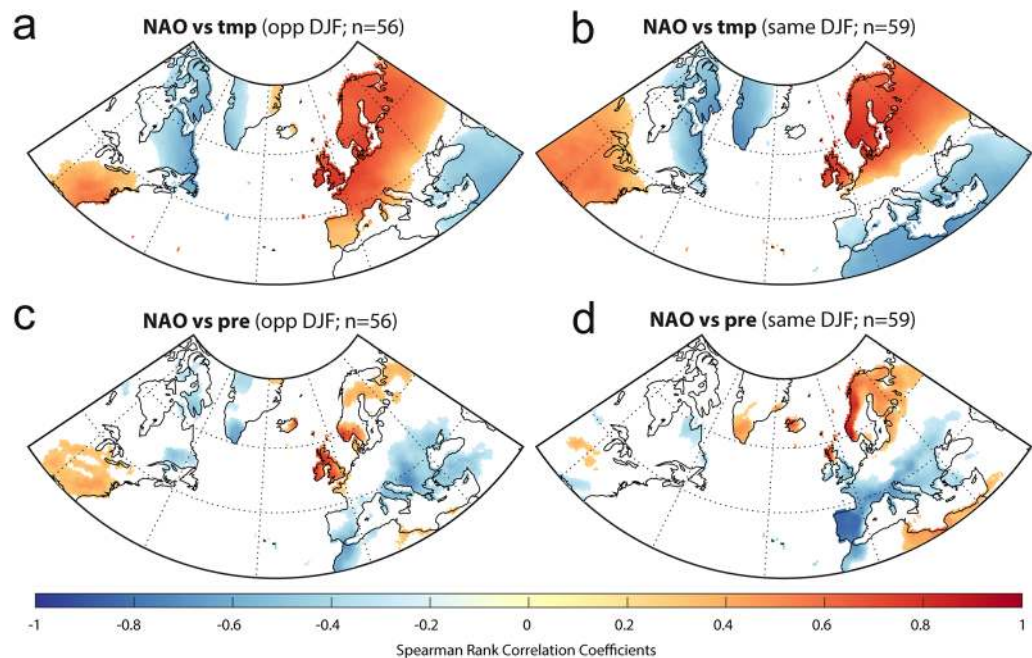 a
NAO vs tmp (opp DJF; n=56)
b
NAO vs tmp (same DJF; n=59)
c
NAO vs pre (opp DJF; n=56)
d
NAO vs pre (same DJF; n=59)
-1 -0.8 -0.6 -0.4 -0.2 0 0.2 0.4 0.6 0.8 1
Spearman Rank Correlation Coefficients